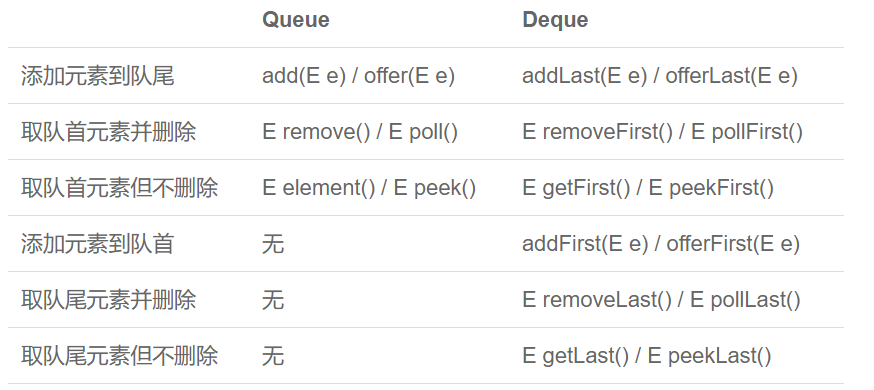 Queue Deque
添加元素到队尾 add(E e) / offer(E e) addLast(E e) / offerLast(E e)
取队首元素并删除 E remove() / E poll() E removeFirst() / E pollFirst()
取队首元素但不删除 E element() / E peek() E getFirst() / E peekFirst()
添加元素到队首 无 addFirst(E e) / offerFirst(E e)
取队尾元素并删除 无 E removeLast() / E pollLast()
取队尾元素但不删除 无 E getLast() / E peekLast()